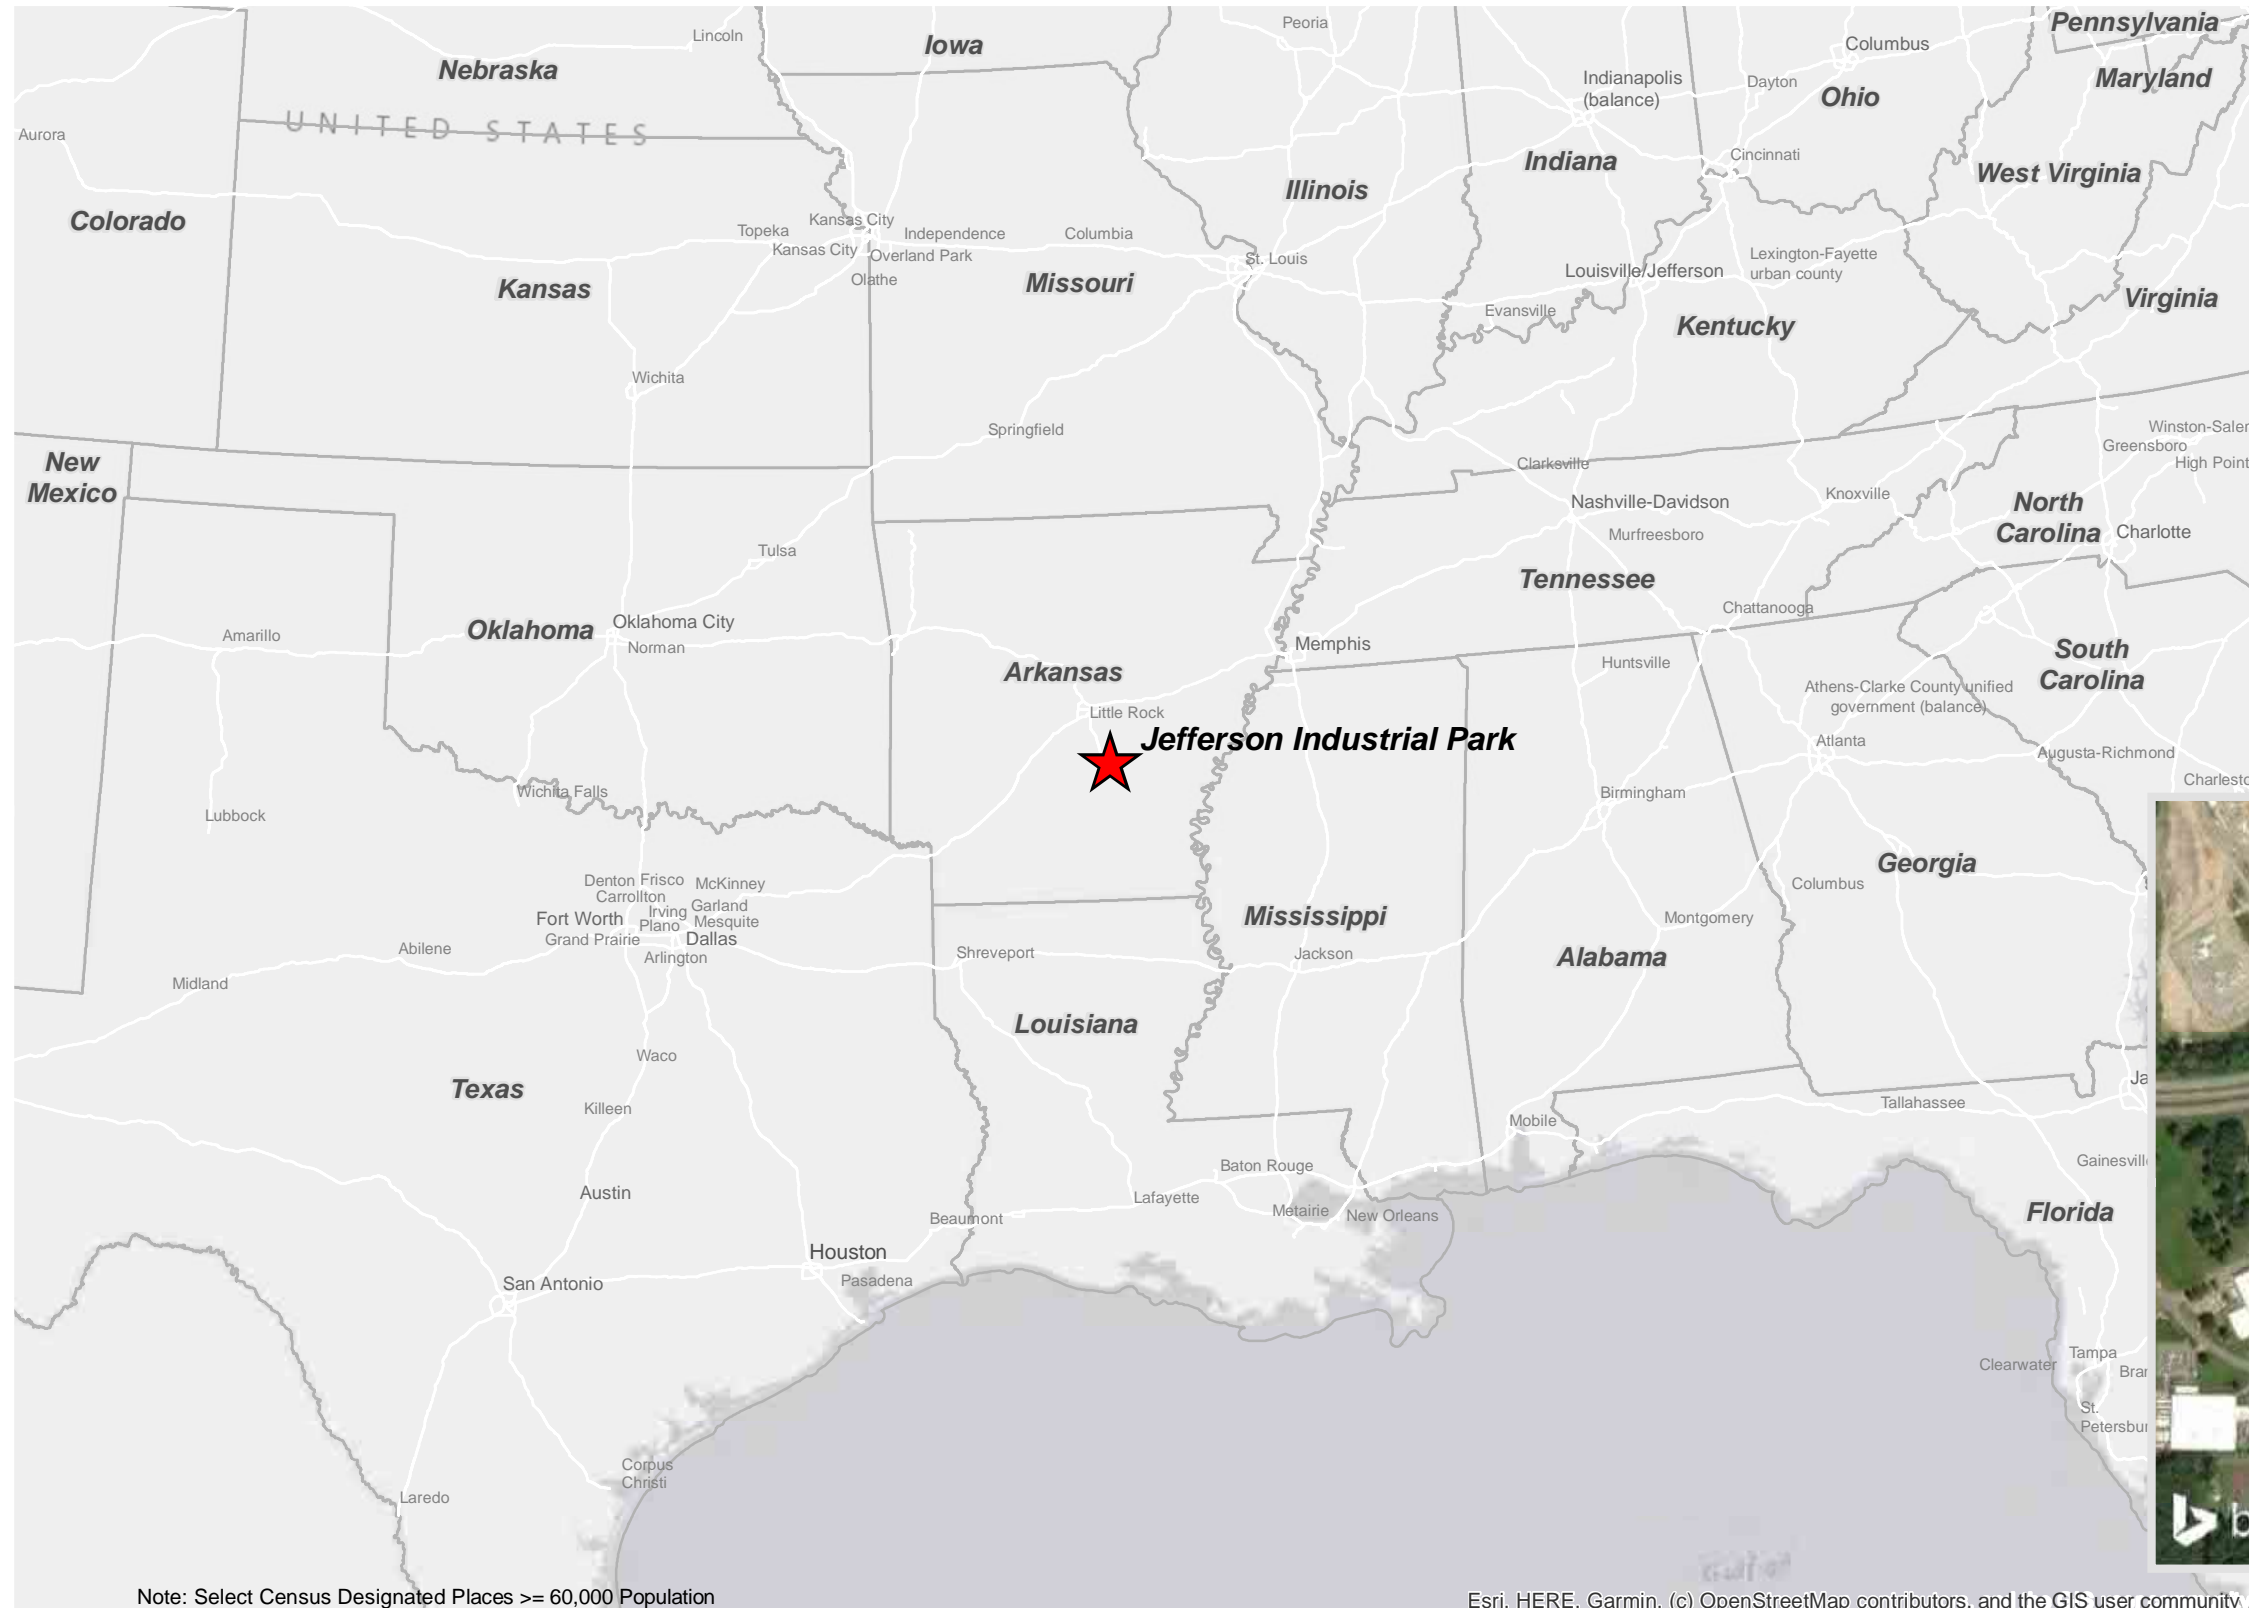 Peoria
Pennsylvania
Lincoln
Iowa
Columbus
Nebraska
Indianapolis
(balance)
Dayton
Maryland
Ohio
UNITED STATES
Aurora
Indiana
Cincinnati
Illinois
West Virginia
Colorado
Kansas City
Topeka
Independence
Columbia
Kansas City
Overland Park
St. Louis
Lexington-Fayette
urban county
Louisville/Jefferson
Olathe
Kansas
Missouri
Virginia
Evansville
Kentucky
Wichita
Springfield
Winston-Saler
Greensboro
High Point
New
Mexico
Clarksville
Nashville-Davidson
Knoxville
North
Carolina
Charlotte
Murfreesboro
Tulsa
Tennessee
Chattanooga
Oklahoma City
Oklahoma
Amarillo
Norman
Memphis
South
Carolina
Huntsville
Arkansas
Athens-Clarke County unified
government (balance)
Little Rock
Jefferson Industrial Park
Atlanta
Augusta-Richmond
Charlesto
Wichita Falls
Birmingham
Lubbock
Georgia
Denton
Frisco
McKinney
Carrollton
Columbus
Irving
Garland
Fort Worth
Plano
Mesquite
Mississippi
Montgomery
Grand Prairie
Dallas
Abilene
Arlington
Shreveport
Jackson
Alabama
Midland
Louisiana
Waco
Texas
Ja
Killeen
Tallahassee
Mobile
Baton Rouge
Gainesvill
Austin
Lafayette
Beaumont
Metairie
New Orleans
Florida
Houston
San Antonio
Pasadena
Clearwater
Tampa
Bran
St.
Petersbur
Corpus
Christi
Laredo
b
Note: Select Census Designated Places >= 60,000 Population
Esri, HERE, Garmin, (c) OpenStreetMap contributors, and the GIS user community